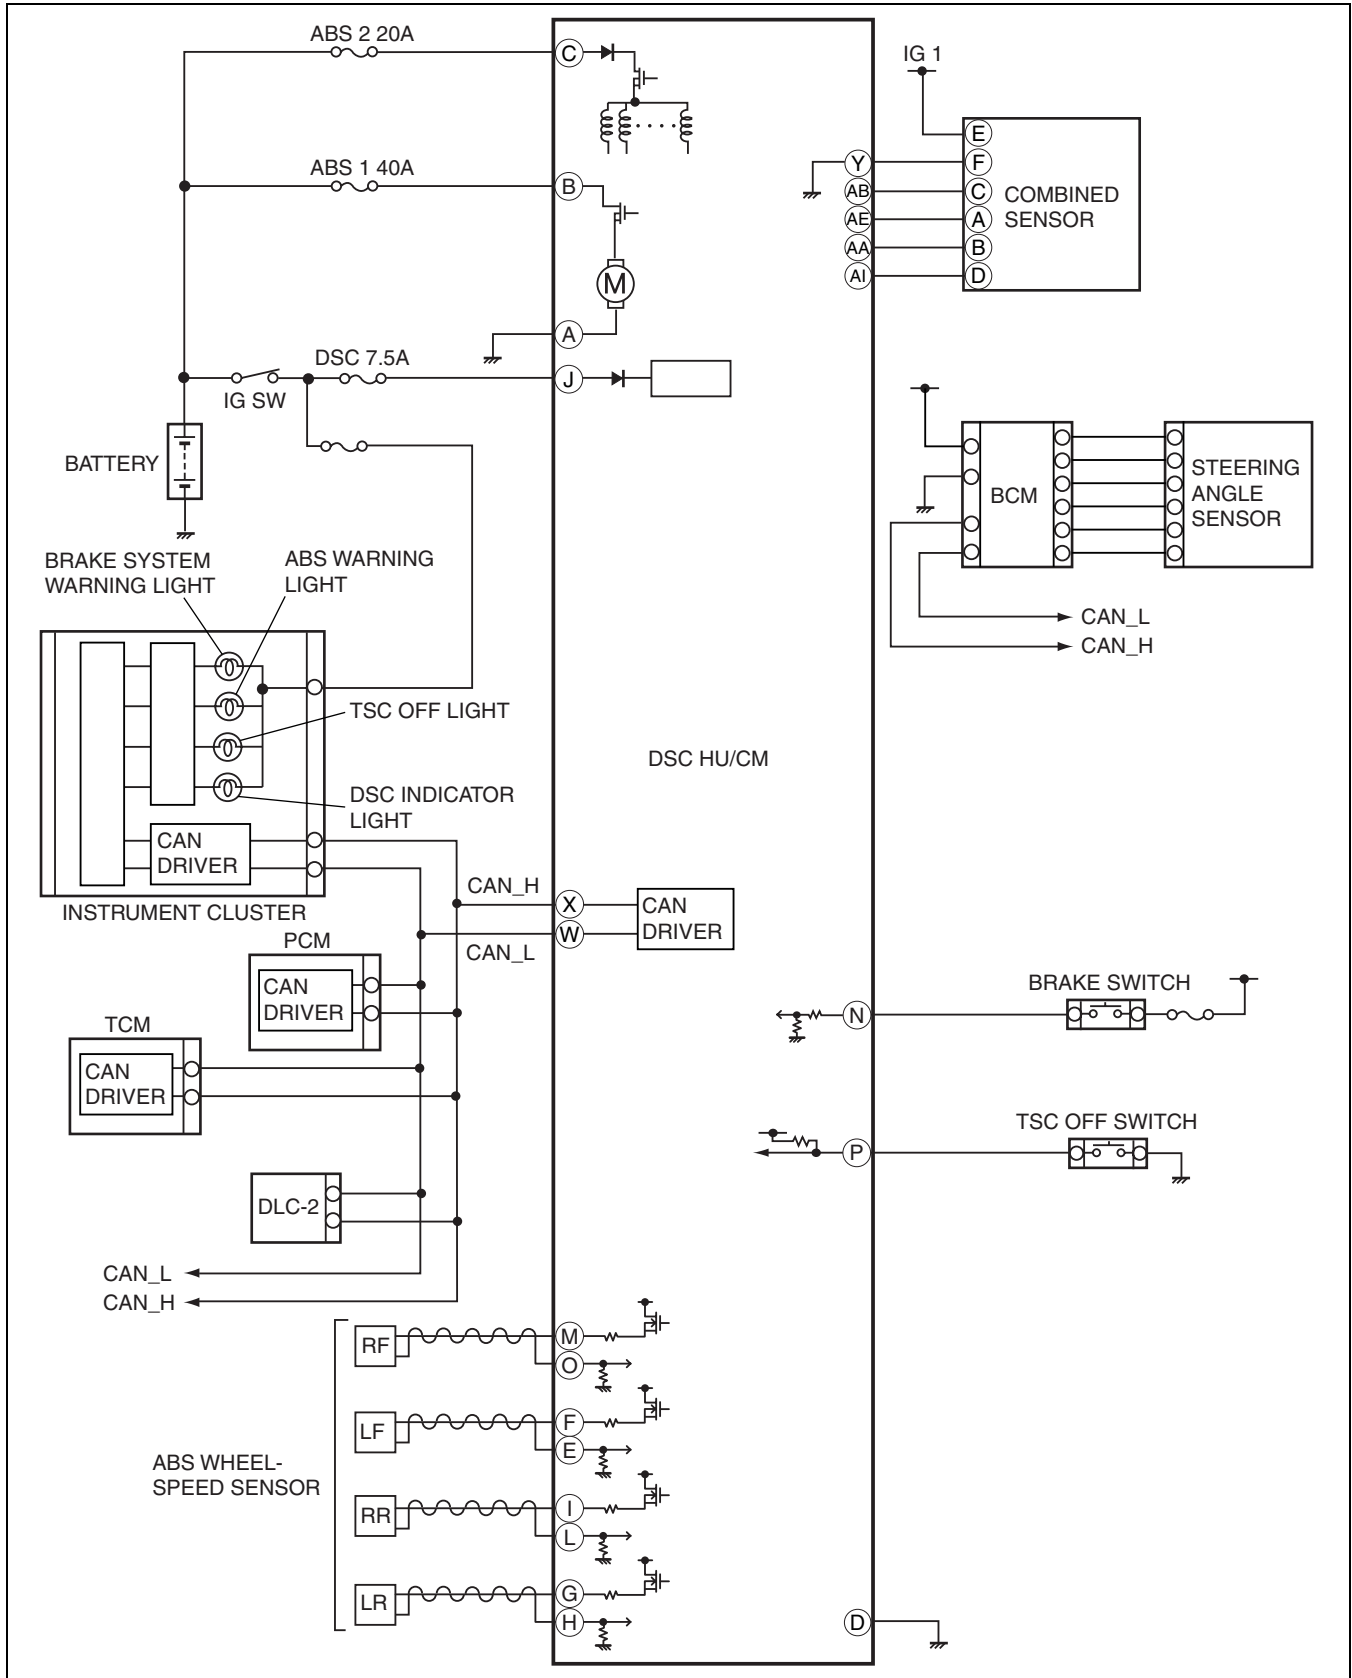 ABS 2 20A
C
IG 1
E
ABS 1 40A
B
Y
F
AB
C
AE
A
AA
B
AI
D
COMBINED
SENSOR
M
A
DSC 7.5A
J
IG SW
BATTERY
BCM
STEERING
ANGLE
SENSOR
BRAKE SYSTEM
WARNING LIGHT
ABS WARNING
LIGHT
CAN_L
CAN_H
TSC OFF LIGHT
DSC HU/CM
DSC INDICATOR
LIGHT
CAN
DRIVER
INSTRUMENT CLUSTER
CAN_H
X
W
CAN
DRIVER
CAN_L
PCM
CAN
DRIVER
BRAKE SWITCH
N
TCM
CAN
DRIVER
TSC OFF SWITCH
P
DLC-2
CAN_L
CAN_H
RF
M
O
LF
F
E
ABS WHEEL-
SPEED SENSOR
RR
I
L
LR
G
H
D